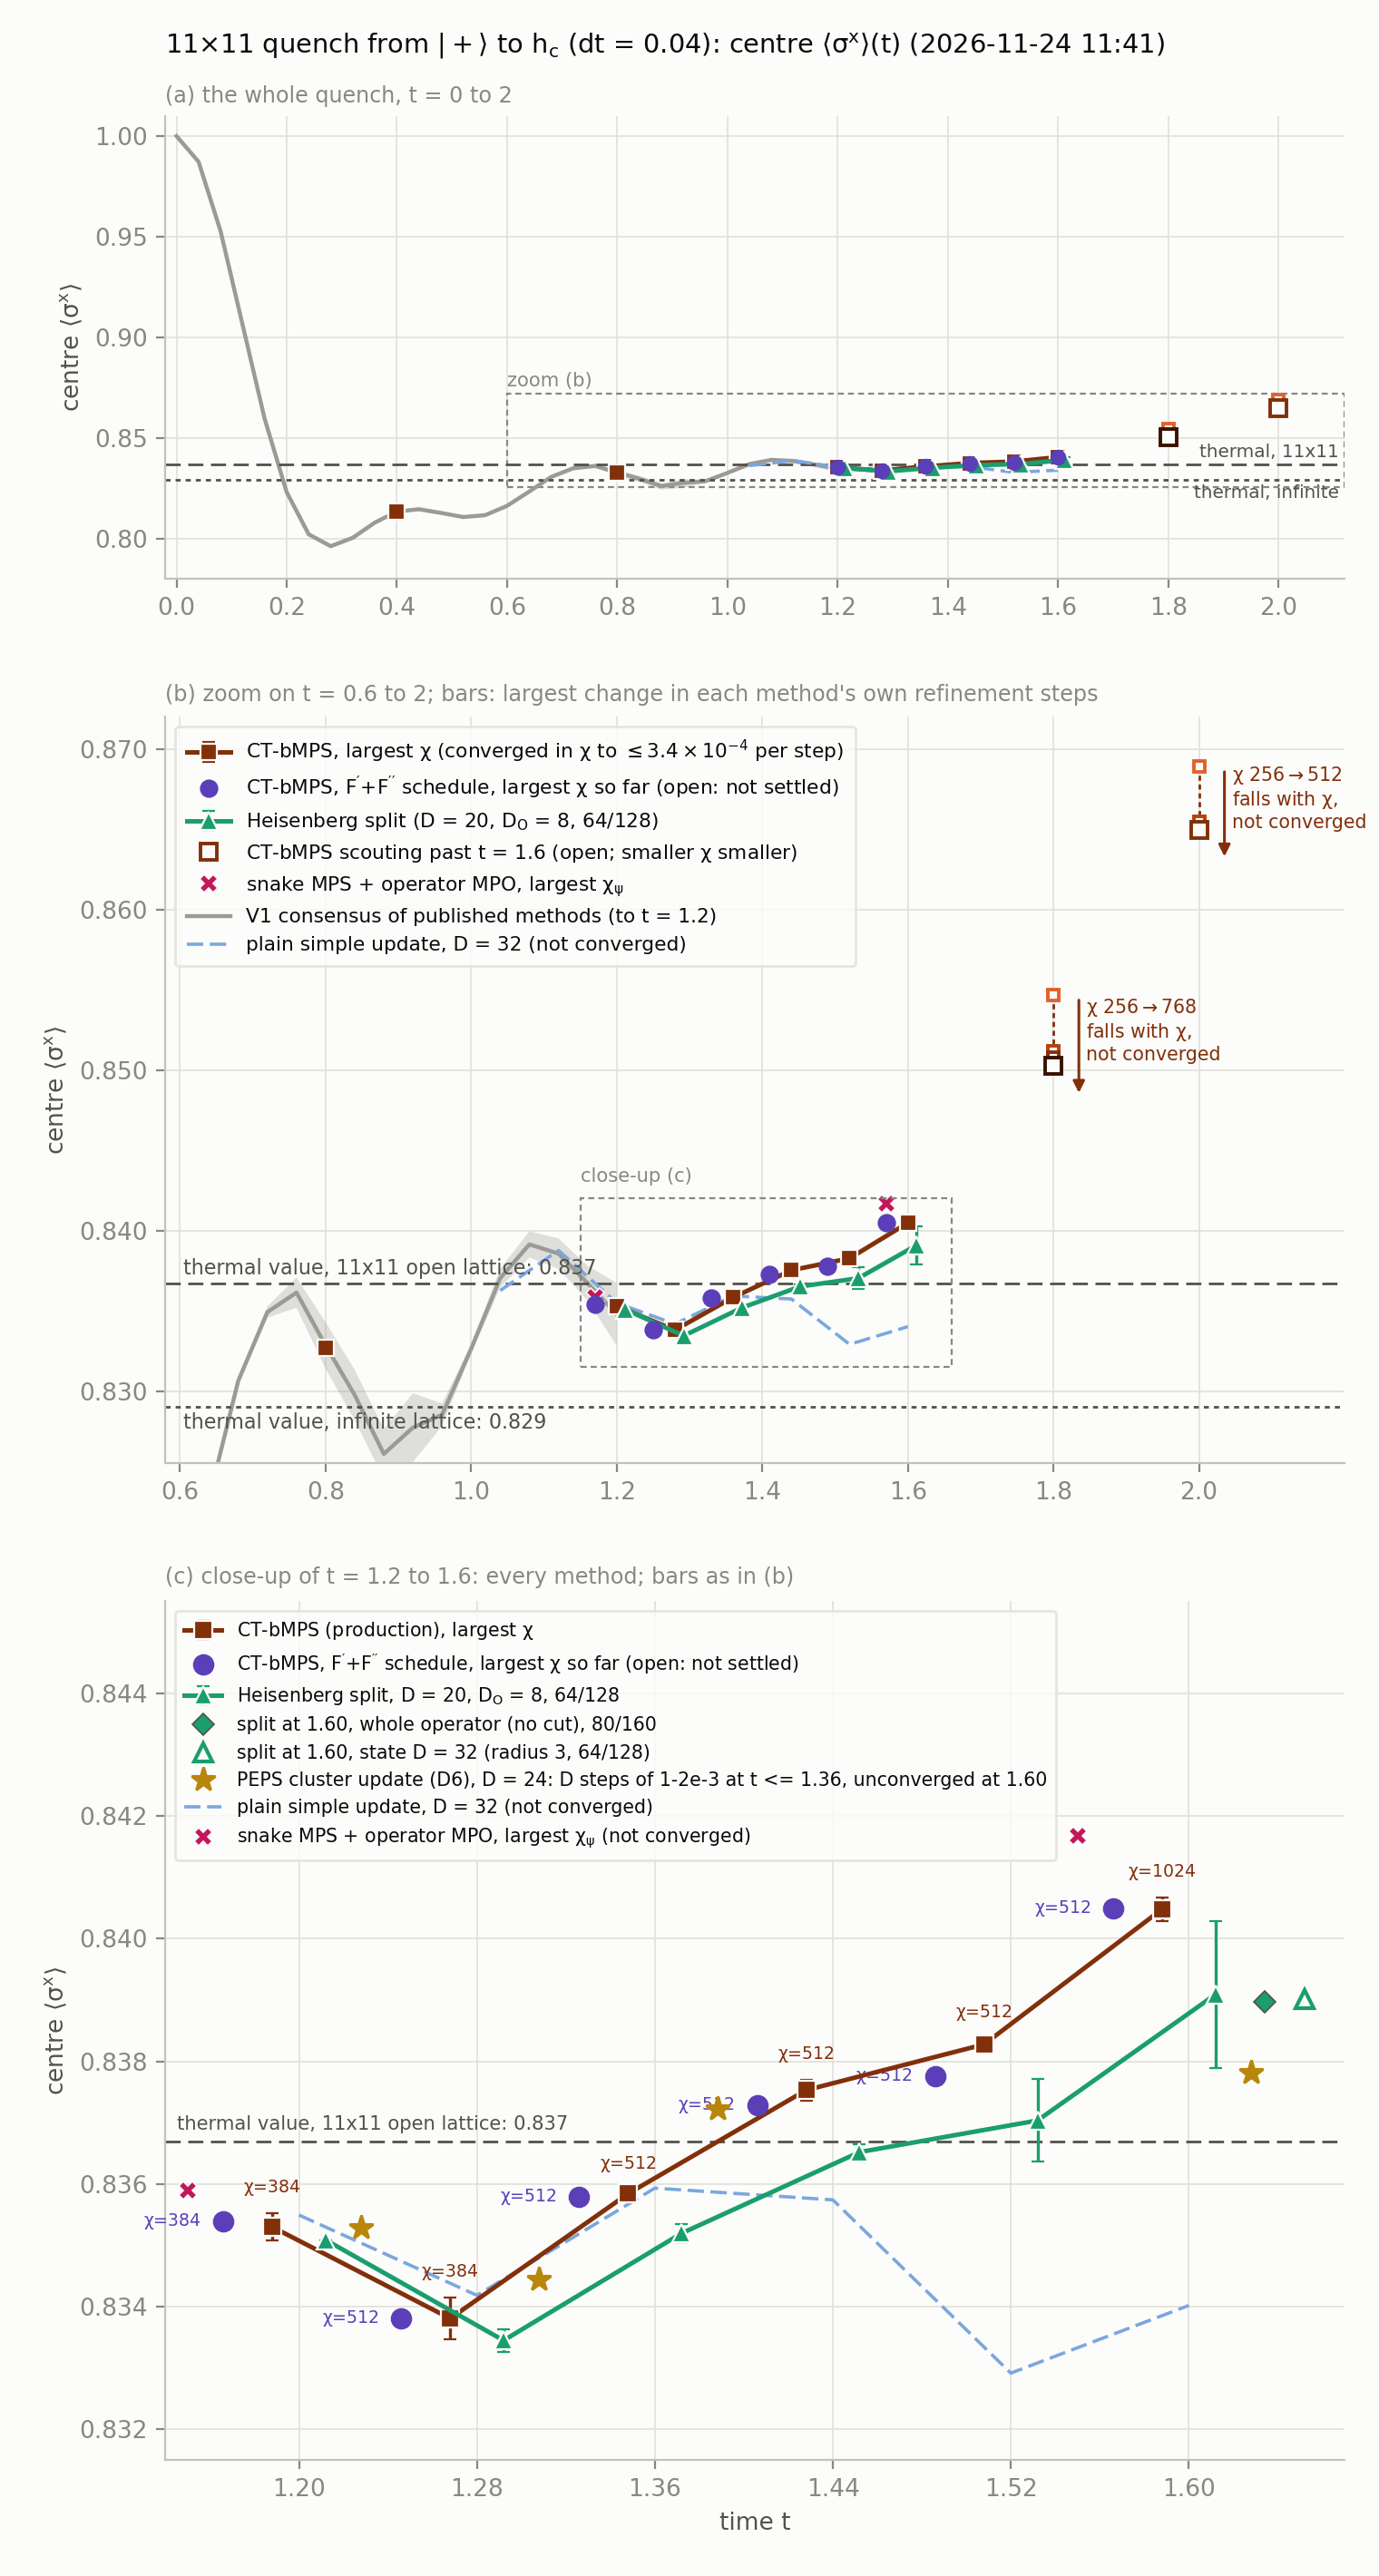 11×11 quench from | + ⟩ to hc (dt = 0.04): centre ⟨σx⟩(t) (2026-11-24 11:41)
(a) the whole quench, t = 0 to 2
centre ⟨σx⟩
1.00
0.95
0.90
0.85
0.80
zoom (b)
thermal, 11x11
thermal, infinite
0.0 0.2 0.4 0.6 0.8 1.0 1.2 1.4 1.6 1.8 2.0
(b) zoom on t = 0.6 to 2; bars: largest change in each method's own refinement steps
centre ⟨σx⟩
0.870
0.860
0.850
0.840
0.830
CT-bMPS, largest χ (converged in χ to ≤3.4 × 10−4 per step)
CT-bMPS, F′+F″ schedule, largest χ so far (open: not settled)
Heisenberg split (D = 20, DO = 8, 64/128)
CT-bMPS scouting past t = 1.6 (open; smaller χ smaller)
snake MPS + operator MPO, largest χψ
V1 consensus of published methods (to t = 1.2)
plain simple update, D = 32 (not converged)
χ 256→512
falls with χ,
not converged
χ 256→768
falls with χ,
not converged
close-up (c)
thermal value, 11x11 open lattice: 0.837
thermal value, infinite lattice: 0.829
0.6 0.8 1.0 1.2 1.4 1.6 1.8 2.0
(c) close-up of t = 1.2 to 1.6: every method; bars as in (b)
centre ⟨σx⟩
0.844
0.842
0.840
0.838
0.836
0.834
0.832
CT-bMPS (production), largest χ
CT-bMPS, F′+F″ schedule, largest χ so far (open: not settled)
Heisenberg split, D = 20, DO = 8, 64/128
split at 1.60, whole operator (no cut), 80/160
split at 1.60, state D = 32 (radius 3, 64/128)
PEPS cluster update (D6), D = 24: D steps of 1-2e-3 at t <= 1.36, unconverged at 1.60
plain simple update, D = 32 (not converged)
snake MPS + operator MPO, largest χψ (not converged)
χ=1024
χ=512
χ=512
χ=512
χ=512
χ=512
thermal value, 11x11 open lattice: 0.837
χ=512
χ=384
χ=512
χ=384
χ=384
χ=512
1.20 1.28 1.36 1.44 1.52 1.60
time t